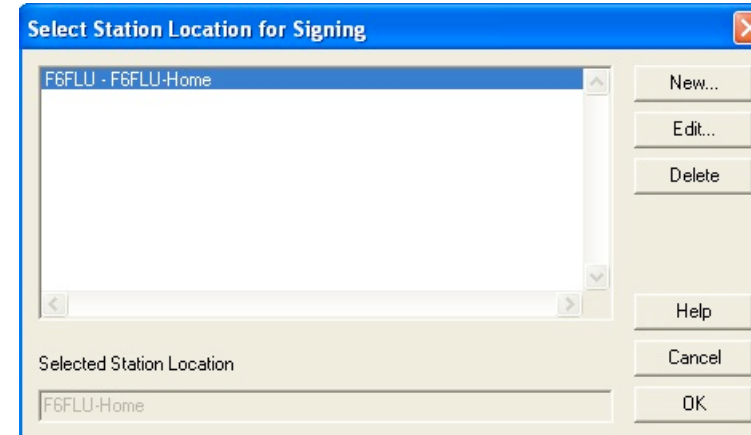 Select Station Location for Signing
F6FLU - F6FLU-Home
New...
Edit...
Delete
Help
Selected Station Location
Cancel
F6FLU-Home
OK